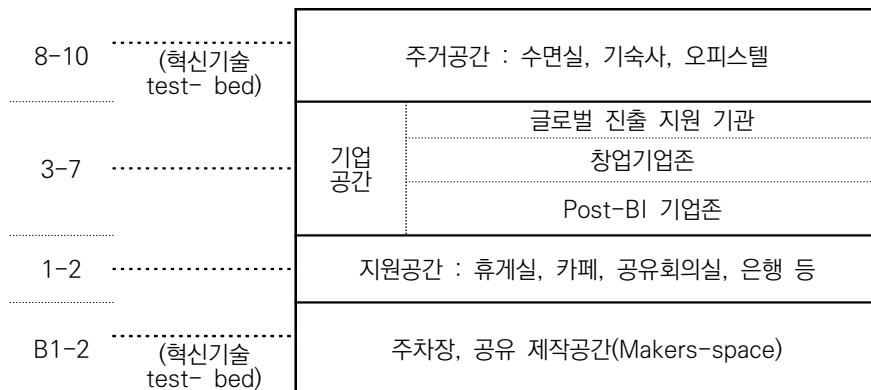 8-10
(혁신기술
test- bed)
주거공간 : 수면실, 기숙사, 오피스텔
3-7
기업
공간
글로벌 진출 지원 기관
창업기업존
Post-BI 기업존
1-2
지원공간 : 휴게실, 카페, 공유회의실, 은행 등
B1-2
(혁신기술
test- bed)
주차장, 공유 제작공간(Makers-space)